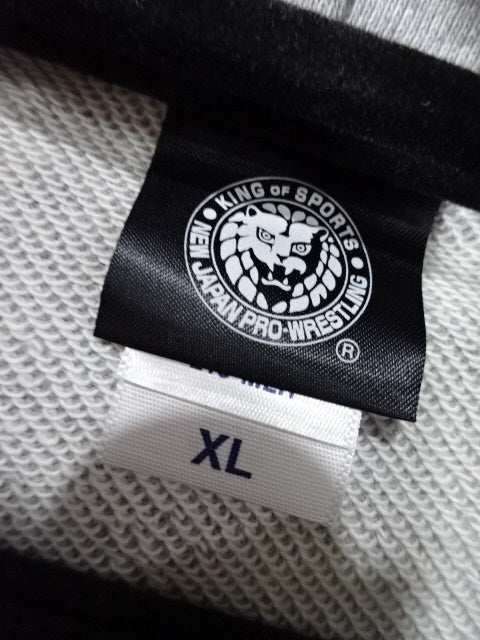 KING OF SPORTS
NEW JAPAN PRO-WRESTLING
®
XL